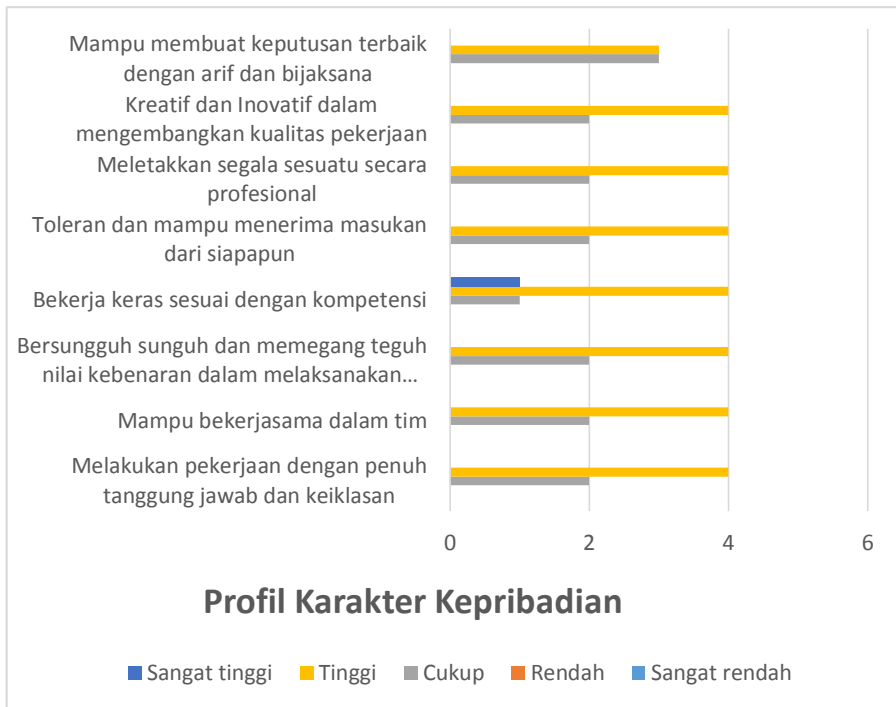 Mampu membuat keputusan terbaik
dengan arif dan bijaksana
Kreatif dan Inovatif dalam
mengembangkan kualitas pekerjaan
Meletakkan segala sesuatu secara
profesional
Toleran dan mampu menerima masukan
dari siapapun
Bekerja keras sesuai dengan kompetensi
Bersungguh sunguh dan memegang teguh
nilai kebenaran dalam melaksanakan...
Mampu bekerjasama dalam tim
Melakukan pekerjaan dengan penuh
tanggung jawab dan keiklasan
0 2 4 6
Profil Karakter Kepribadian
Sangat tinggi Tinggi Cukup Rendah Sangat rendah